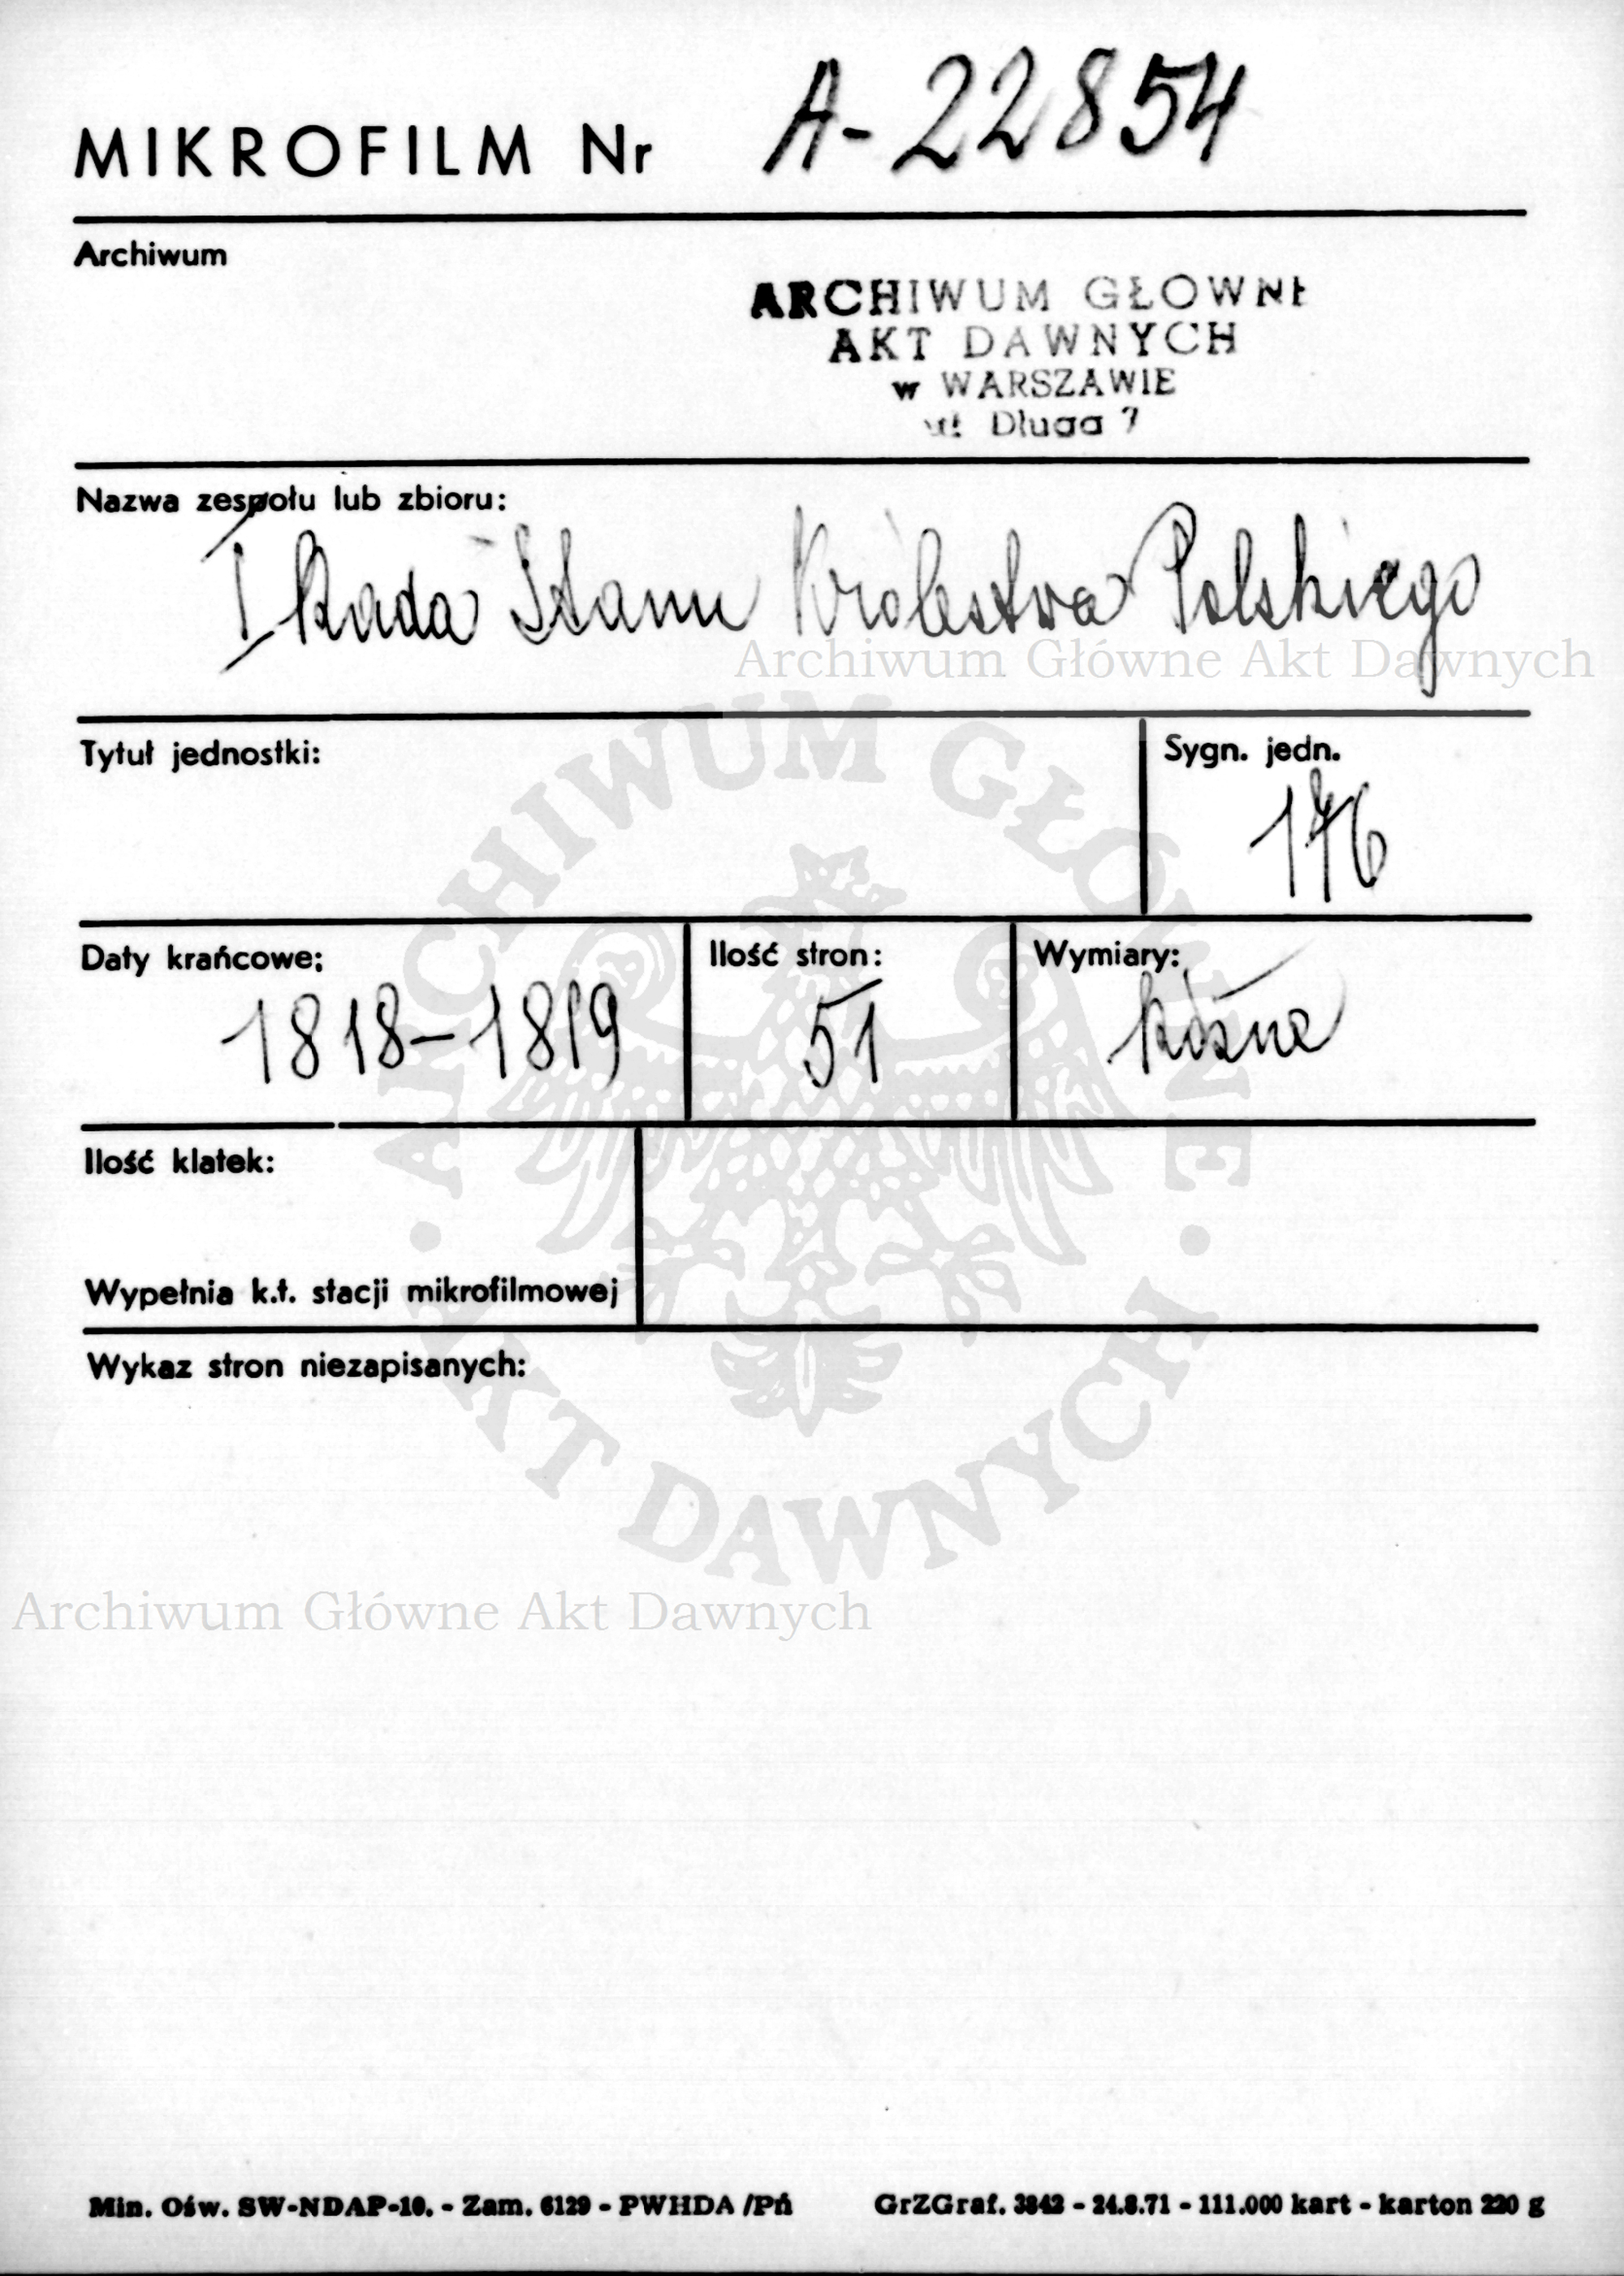 MIKROFILM Nr A-22854
Archiwum
ARCHIWUM GŁOWNE
AKT DAWNYCH
w WARSZAWIE
ul Długa 7
Nazwa zespołu lub zbioru:
I Rada Stanu Królestwa Polskiego
Archiwum Główne Akt Dawnych
Tytuł jednostki:
Sygn. jedn.
176
Daty krańcowe:
1818-1819
Ilość stron:
51
Wymiary:
Różne
Ilość klatek:
Wypełnia k.t. stacji mikrofilmowej
Wykaz stron niezapisanych:
ARCHIWUM GŁÓWNE
AKT DAWNYCH
Archiwum Główne Akt Dawnych
Min. Ośw. SW-NDAP-10. - Zam. 6129 - PWHDA /Pń GrZGraf. 3842 - 24.8.71 - 111.000 kart - karton 220 g